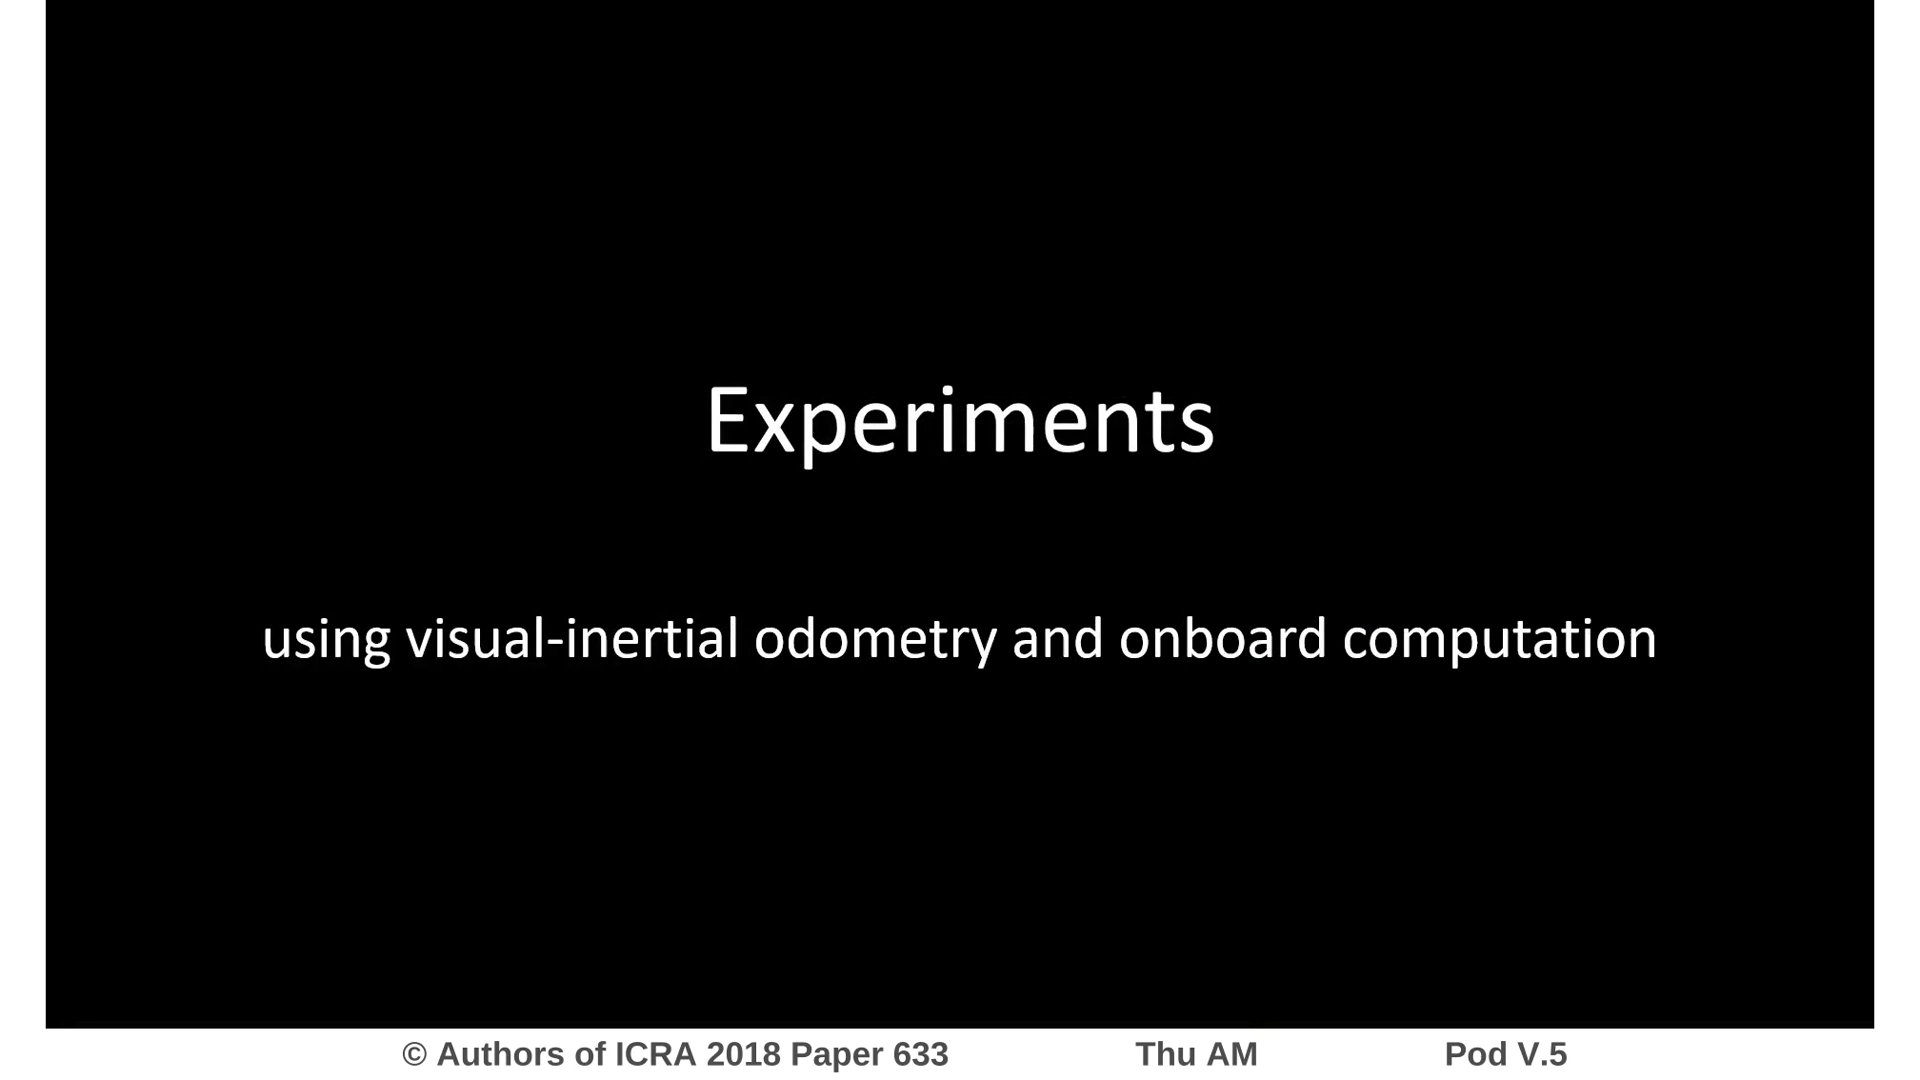 Experiments
using visual-inertial odometry and onboard computation
© Authors of ICRA 2018 Paper 633 Thu AM Pod V.5